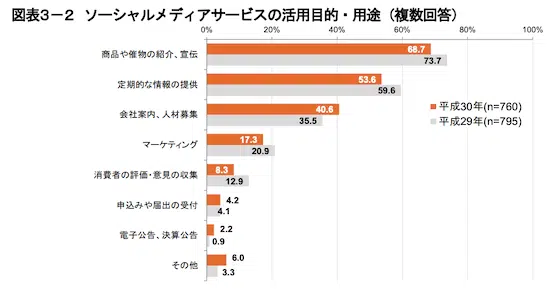 図表3－2 ソーシャルメディアサービスの活用目的・用途（複数回答）
0% 20% 40% 60% 80% 100%
商品や催物の紹介、宣伝 68.7 73.7
定期的な情報の提供 53.6 59.6
会社案内、人材募集 40.6 35.5
マーケティング 17.3 20.9
消費者の評価・意見の収集 8.3 12.9
申込みや届出の受付 4.2 4.1
電子公告、決算公告 2.2 0.9
その他 6.0 3.3
平成30年(n=760)
平成29年(n=795)